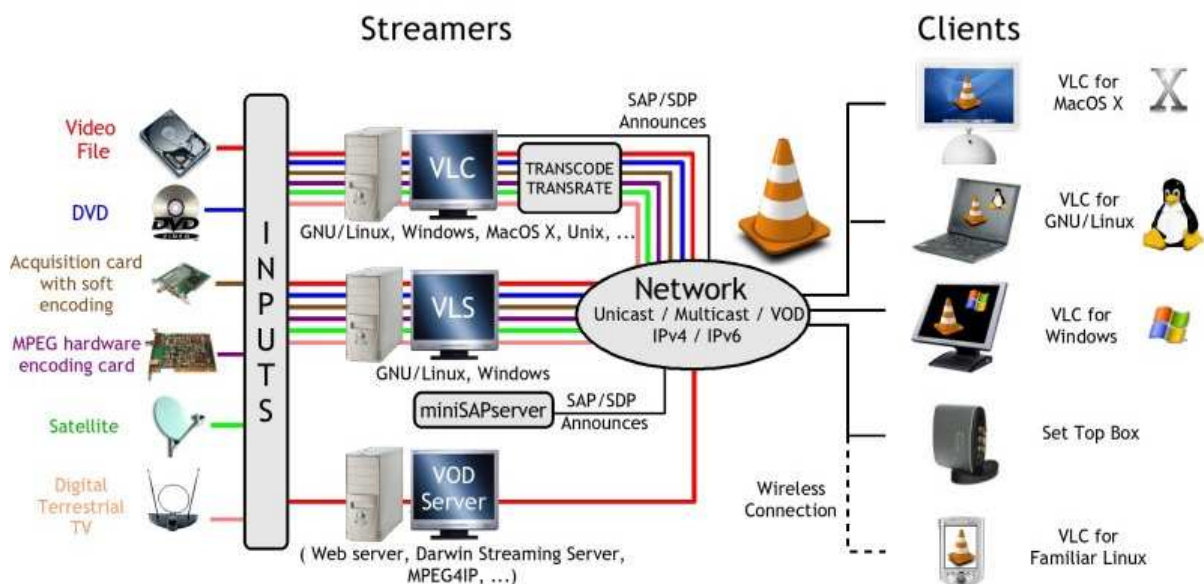 Streamers
Clients
Video
File
DVD
DVD
VIDEO
Acquisition card
with soft
encoding
MPEG hardware
encoding card
Satellite
Digital
Terrestrial
TV
INPUTS
VLC
TRANSCODE
TRANSRATE
SAP/SDP
Announces
GNU/Linux, Windows, MacOS X, Unix, ...
VLS
GNU/Linux, Windows
Network
Unicast / Multicast / VOD
IPv4 / IPv6
miniSAPserver
SAP/SDP
Announces
VOD
Server
( Web server, Darwin Streaming Server,
MPEG4IP, ...)
Wireless
Connection
VLC for
MacOS X
X
VLC for
GNU/Linux
VLC for
Windows
Set Top Box
VLC for
Familiar Linux